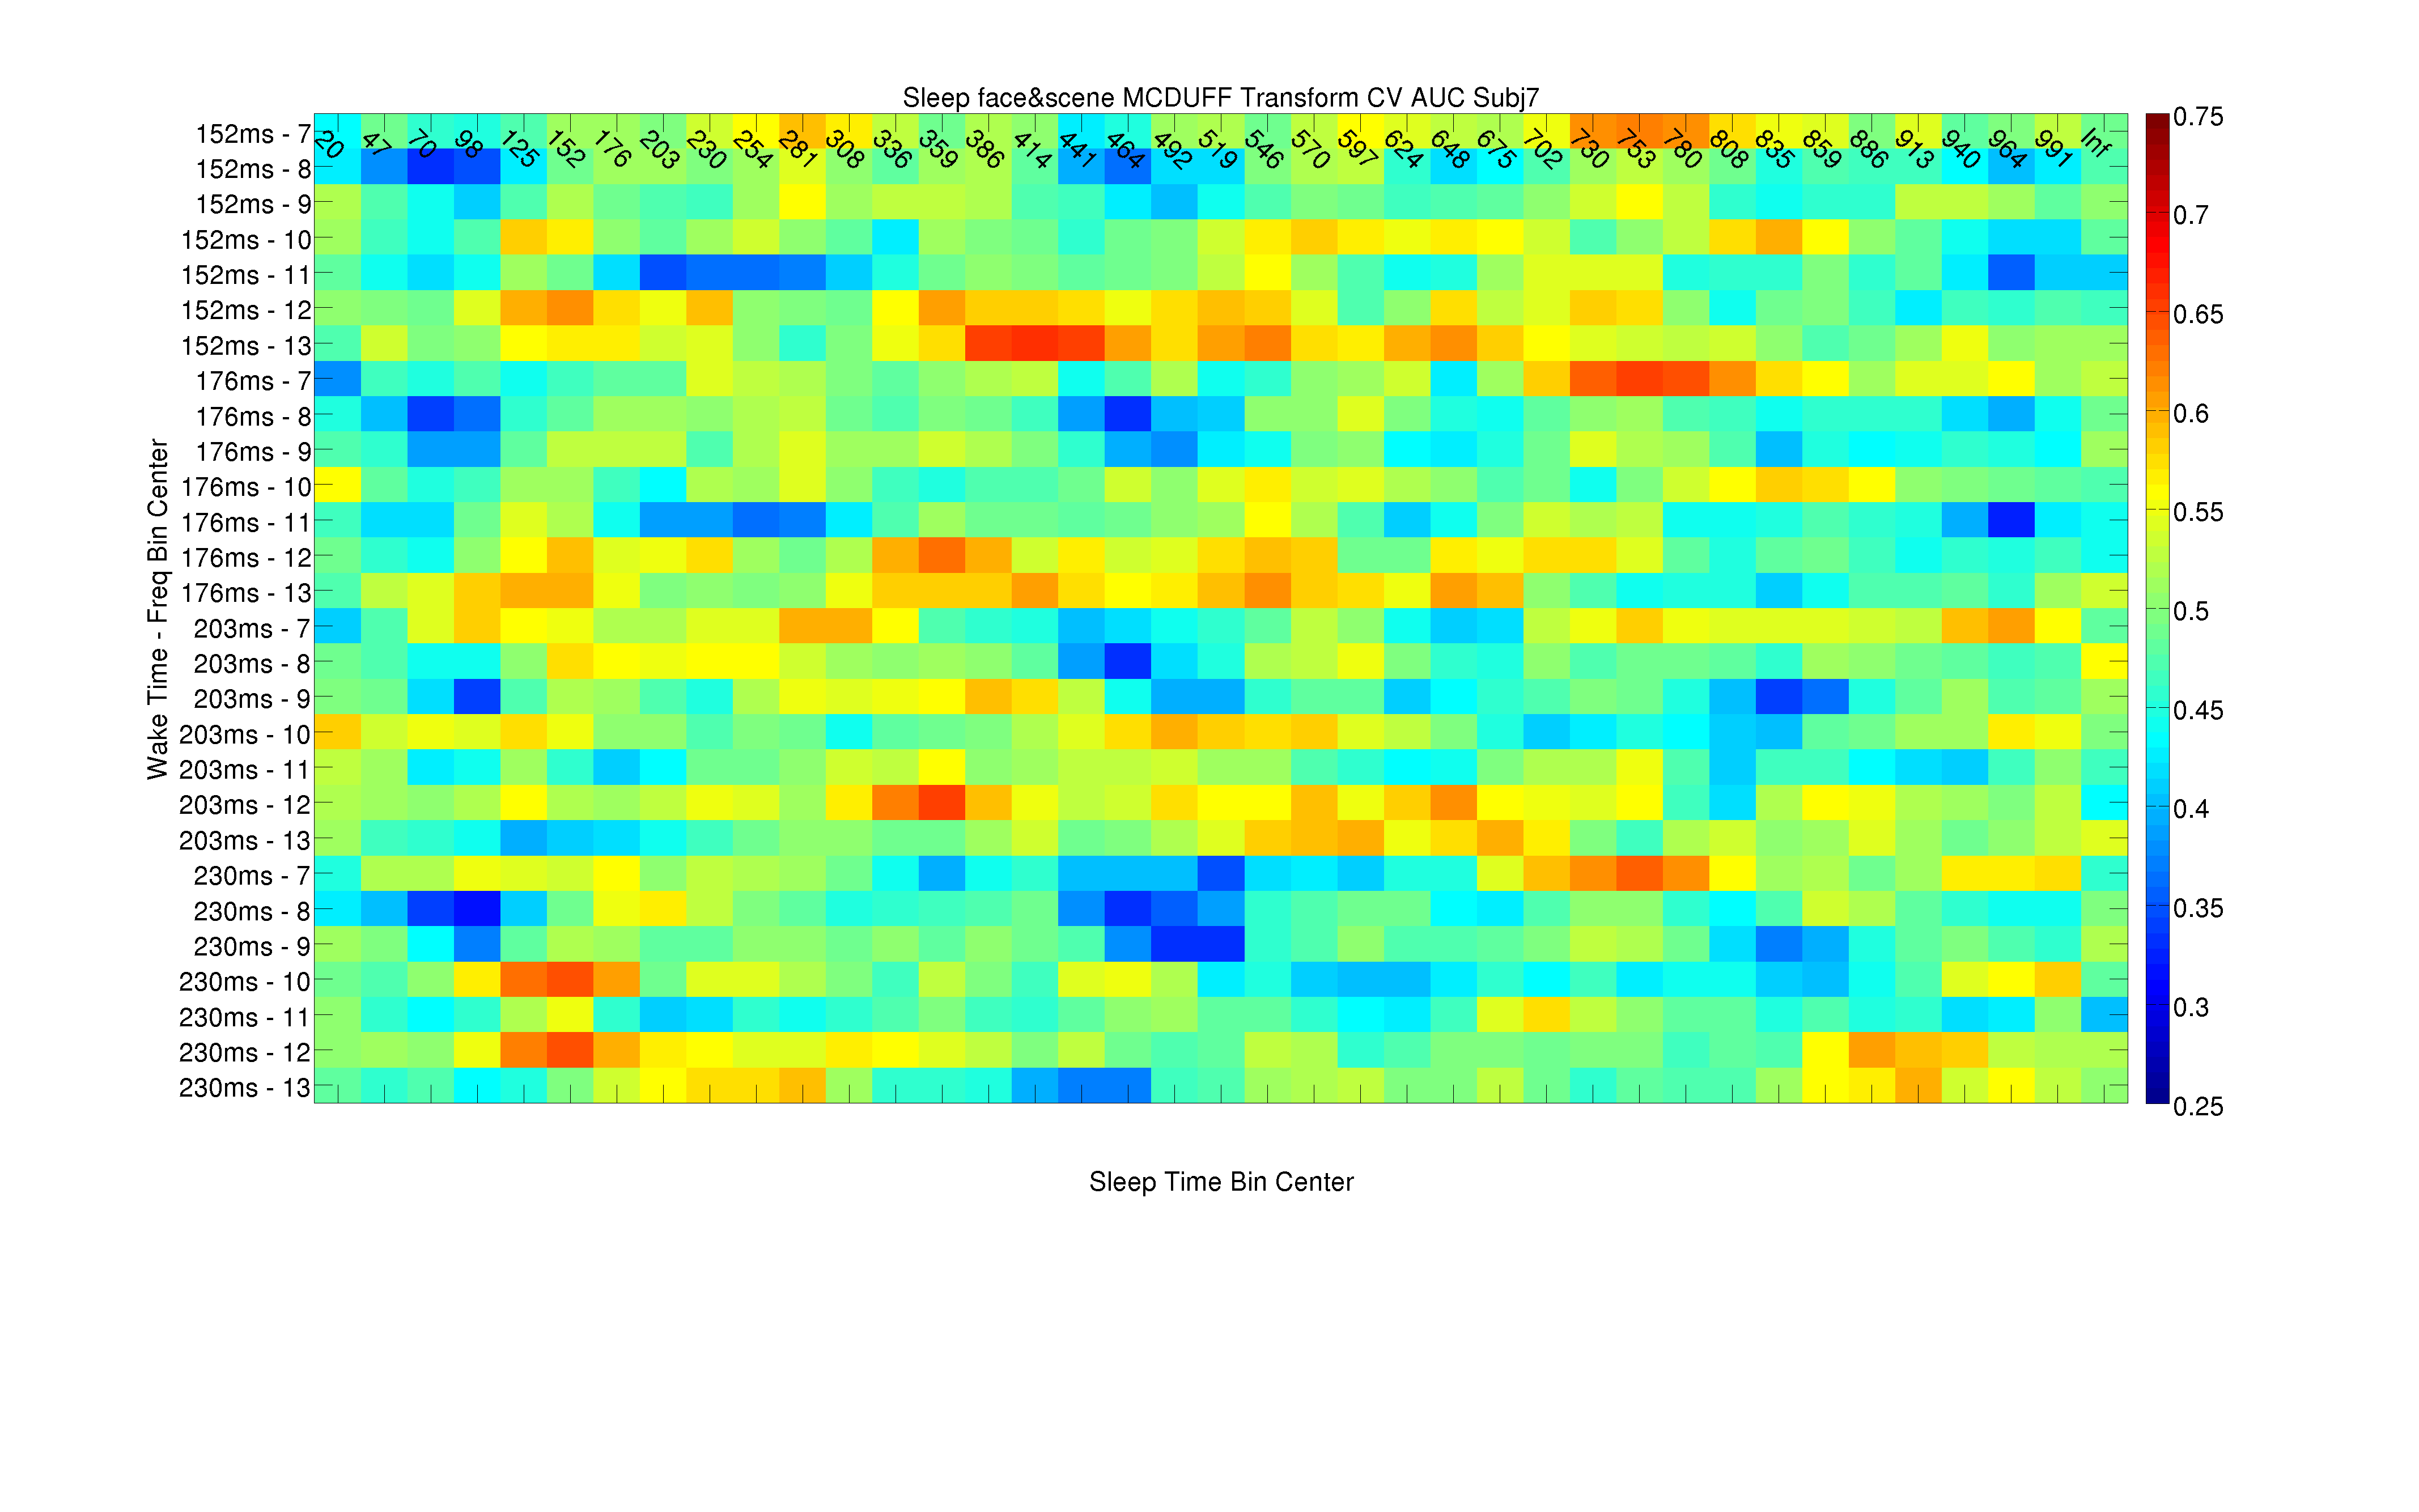 Sleep face&scene MCDUFF Transform CV AUC Subj7
152ms - 7
152ms - 8
152ms - 9
152ms - 10
152ms - 11
152ms - 12
152ms - 13
176ms - 7
176ms - 8
176ms - 9
176ms - 10
176ms - 11
176ms - 12
176ms - 13
203ms - 7
203ms - 8
203ms - 9
203ms - 10
203ms - 11
203ms - 12
203ms - 13
230ms - 7
230ms - 8
230ms - 9
230ms - 10
230ms - 11
230ms - 12
230ms - 13
Wake Time - Freq Bin Center
20 47 70 98 125 152 176 203 230 254 281 308 336 359 386 414 441 464 492 519 546 570 597 624 648 675 702 730 753 780 808 835 859 886 913 940 964 991 Inf
0.75
0.7
0.65
0.6
0.55
0.5
0.45
0.4
0.35
0.3
0.25
Sleep Time Bin Center